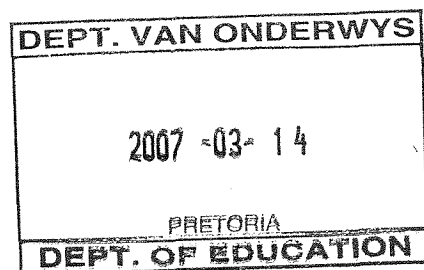 DEPT. VAN ONDERWYS
2007 -03- 14
PRETORIA
DEPT. OF EDUCATION